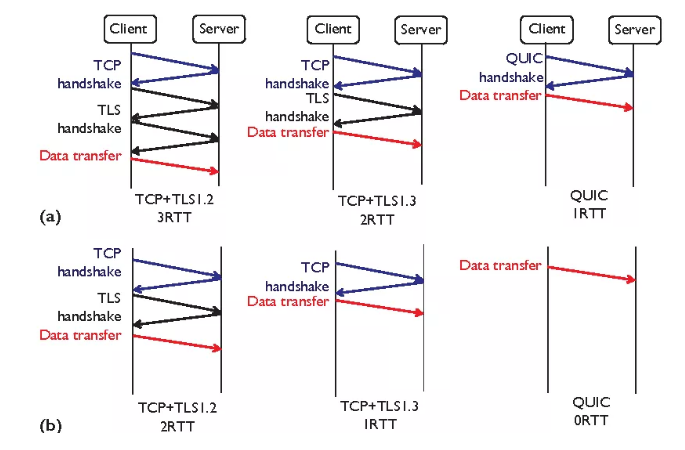 Client Server
TCP
handshake
TLS
handshake
Data transfer
TCP+TLS1.2
3RTT
Client Server
TCP
handshake
TLS
handshake
Data transfer
TCP+TLS1.3
2RTT
Client Server
QUIC
handshake
Data transfer
QUIC
1RTT
(a)
TCP
handshake
TLS
handshake
Data transfer
TCP+TLS1.2
2RTT
TCP
handshake
Data transfer
TCP+TLS1.3
1RTT
Data transfer
QUIC
0RTT
(b)